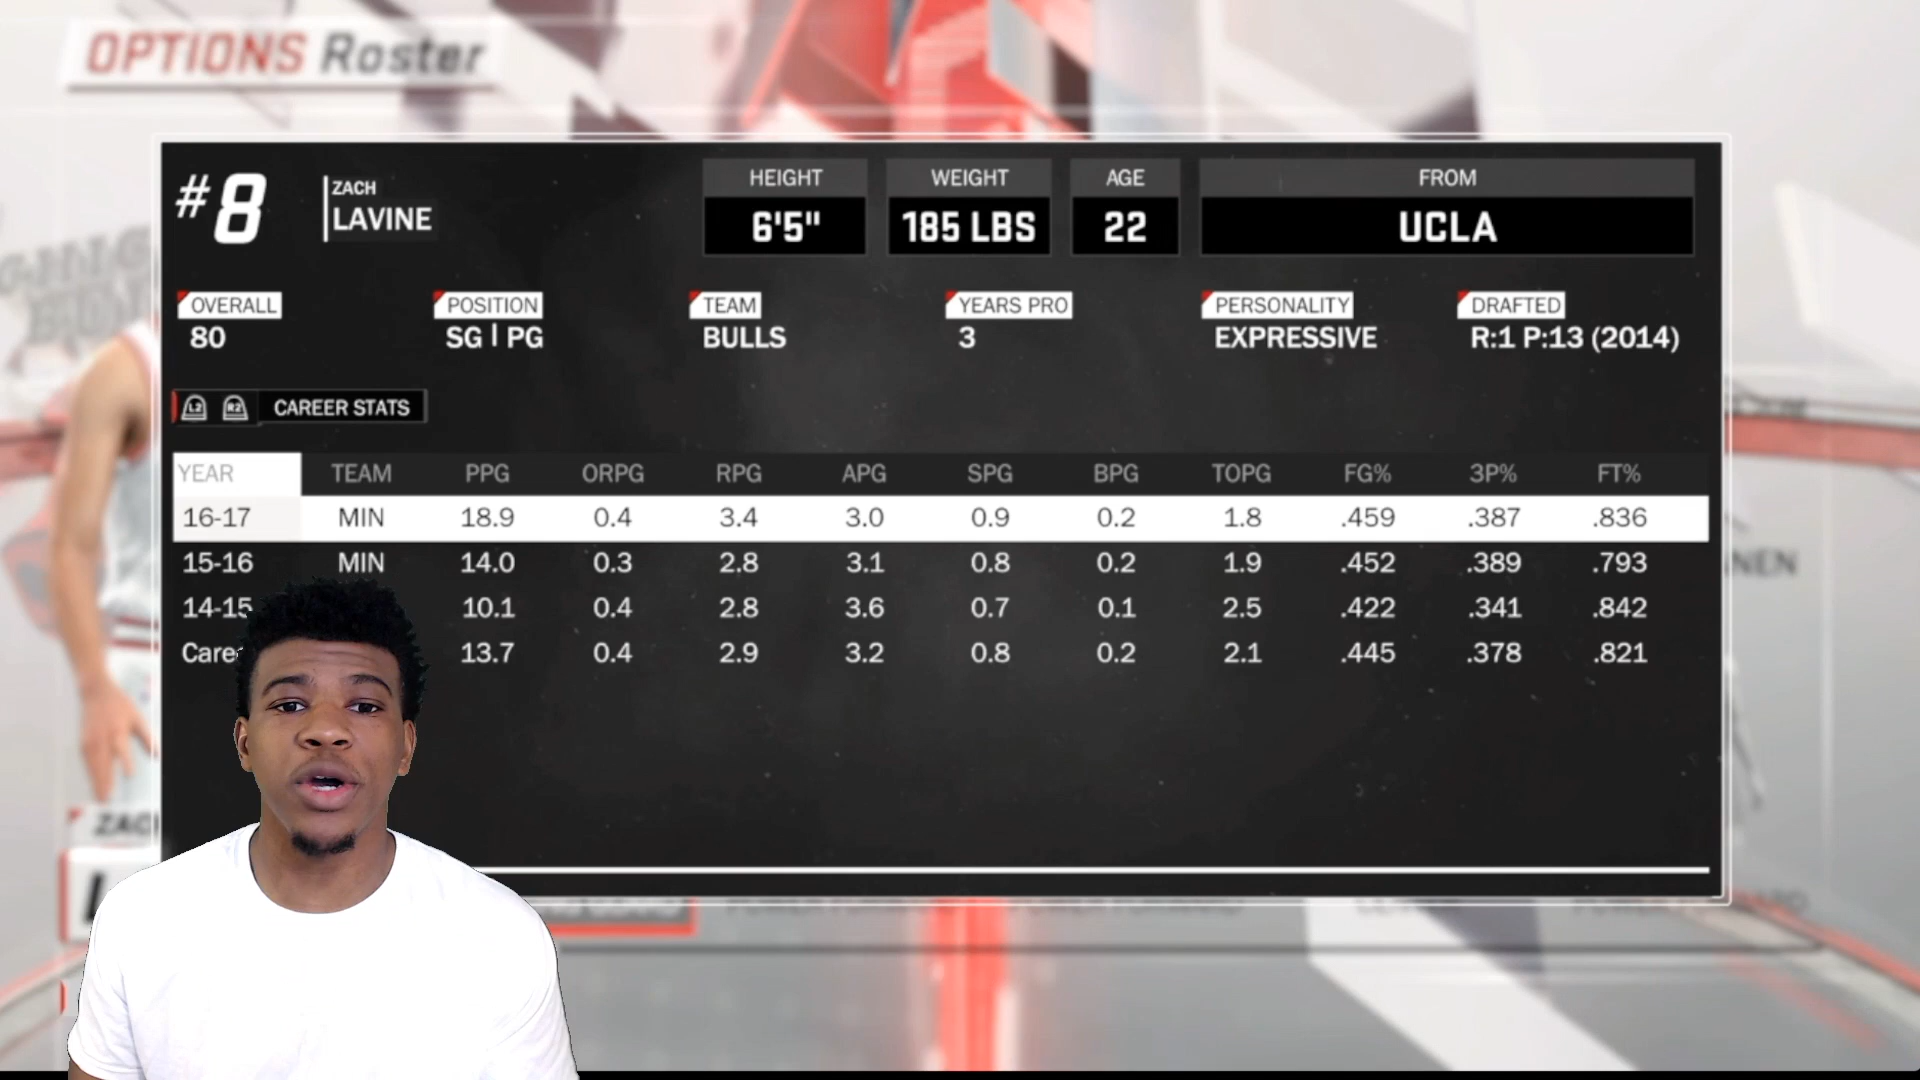 OPTIONS Roster
#8 ZACH LAVINE
HEIGHT WEIGHT AGE FROM
6'5" 185 LBS 22 UCLA
OVERALL POSITION TEAM YEARS PRO PERSONALITY DRAFTED
80 SG | PG BULLS 3 EXPRESSIVE R:1 P:13 (2014)
L2 R2 CAREER STATS
YEAR TEAM PPG ORPG RPG APG SPG BPG TOPG FG% 3P% FT%
16-17 MIN 18.9 0.4 3.4 3.0 0.9 0.2 1.8 .459 .387 .836
15-16 MIN 14.0 0.3 2.8 3.1 0.8 0.2 1.9 .452 .389 .793
14-15 10.1 0.4 2.8 3.6 0.7 0.1 2.5 .422 .341 .842
Caree 13.7 0.4 2.9 3.2 0.8 0.2 2.1 .445 .378 .821
ZAC